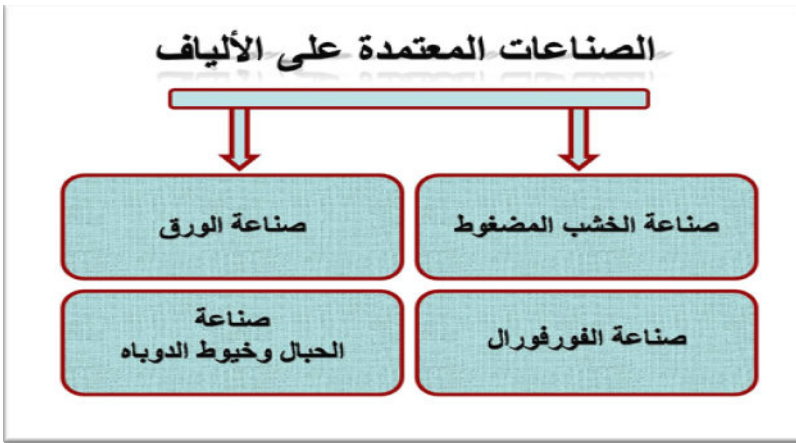 الصناعات المعتمدة على الألياف
صناعة الخشب المضغوط
صناعة الورق
صناعة الفورفورال
صناعة
الحبال وخيوط الدوباه